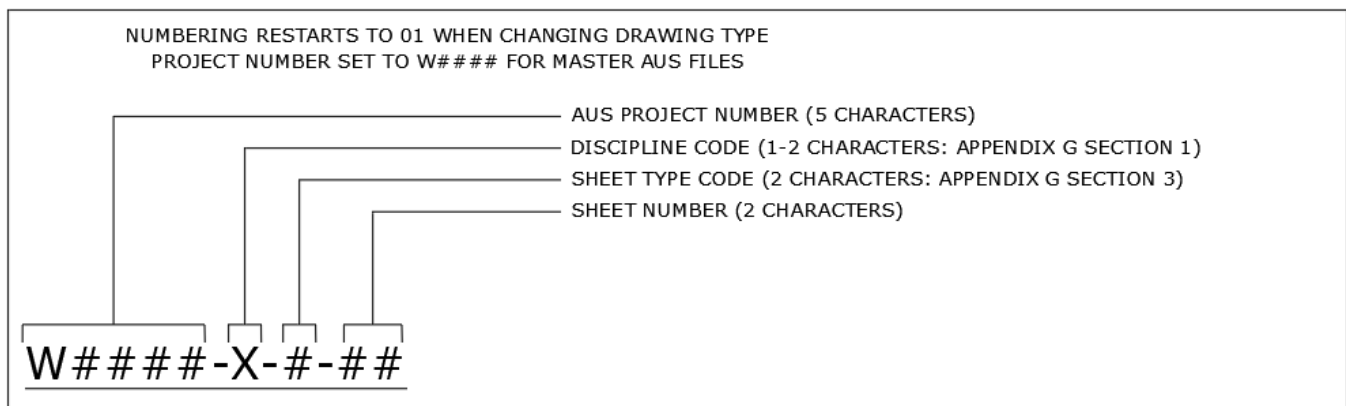 NUMBERING RESTARTS TO 01 WHEN CHANGING DRAWING TYPE
PROJECT NUMBER SET TO W#### FOR MASTER AUS FILES
AUS PROJECT NUMBER (5 CHARACTERS)
DISCIPLINE CODE (1-2 CHARACTERS: APPENDIX G SECTION 1)
SHEET TYPE CODE (2 CHARACTERS: APPENDIX G SECTION 3)
SHEET NUMBER (2 CHARACTERS)
W####-X-#-##